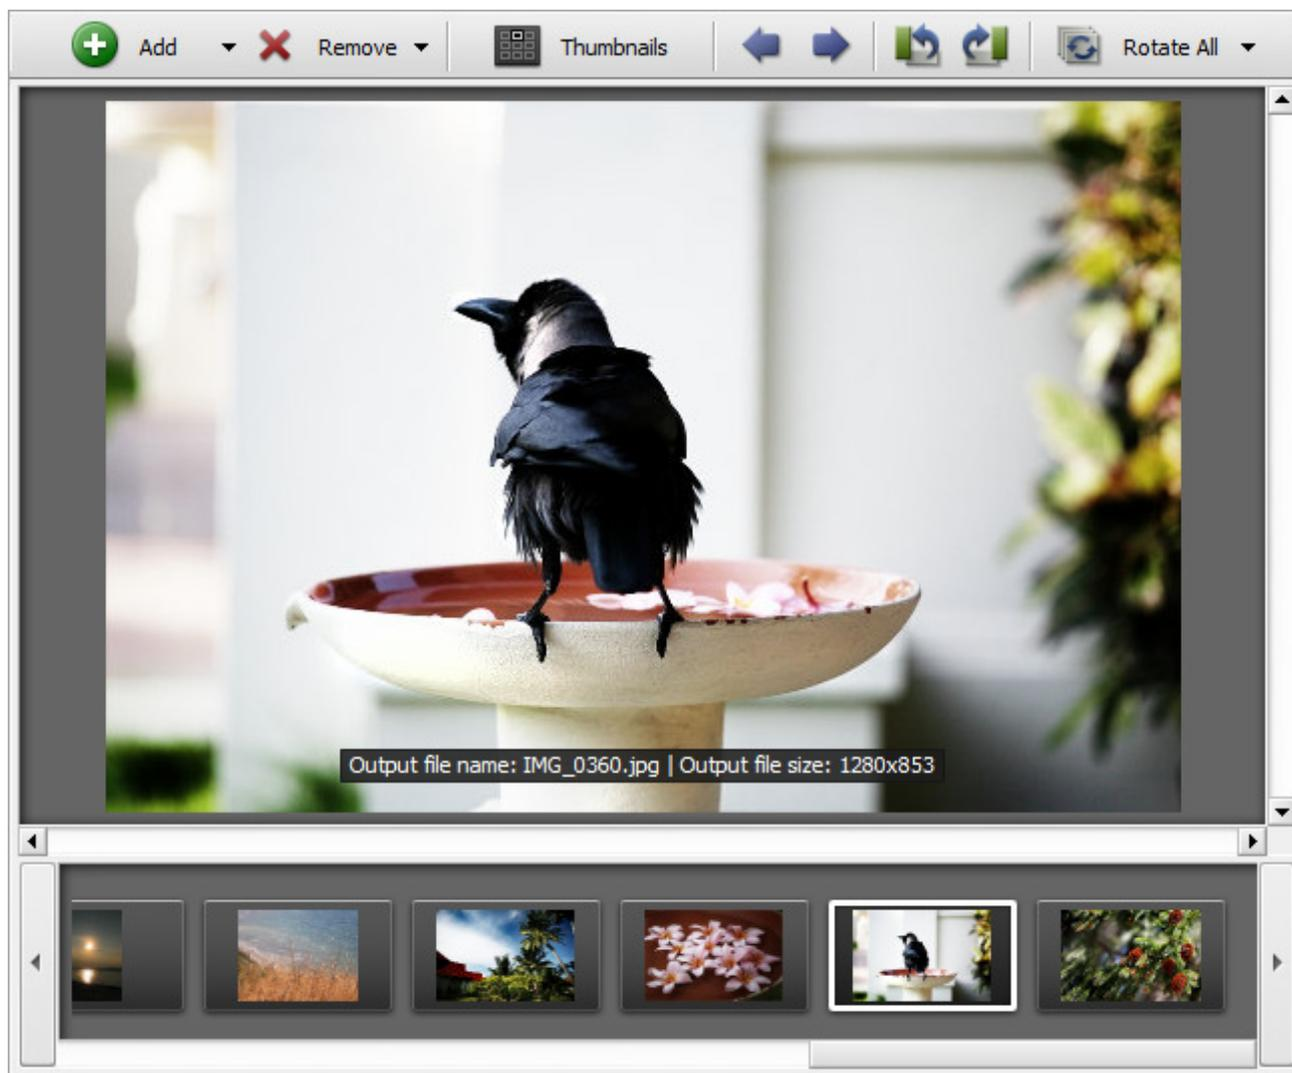 Add Remove Thumbnails Rotate All
Output file name: IMG_0360.jpg | Output file size: 1280x853